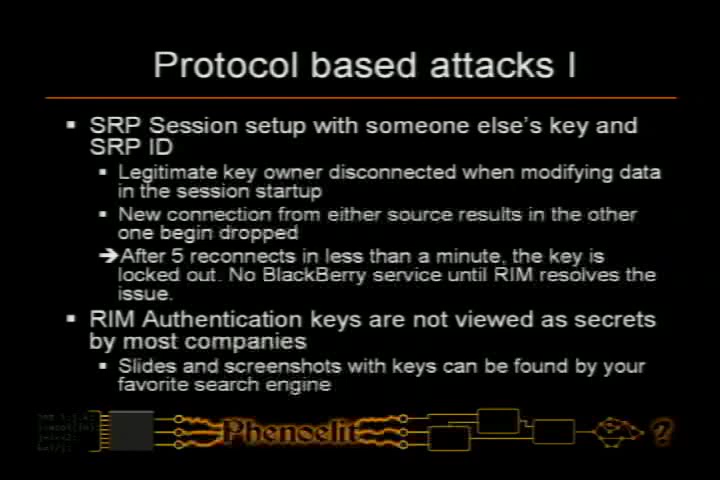 Protocol based attacks I
▪ SRP Session setup with someone else's key and
SRP ID
▪ Legitimate key owner disconnected when modifying data
in the session startup
▪ New connection from either source results in the other
one begin dropped
➔After 5 reconnects in less than a minute, the key is
locked out. No BlackBerry service until RIM resolves the
issue.
▪ RIM Authentication keys are not viewed as secrets
by most companies
▪ Slides and screenshots with keys can be found by your
favorite search engine
Phenoelit ?